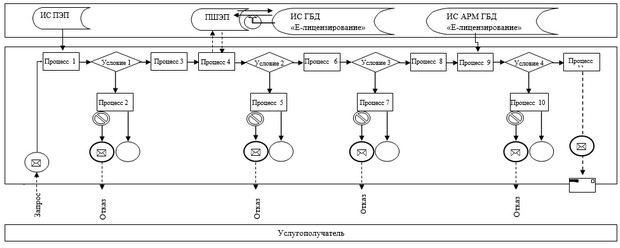 ИС ПЭП
ПШЭП
ИС ГБД
«Е-лицензирование»
ИС АРМ ГБД
«Е-лицензирование»
Процесс 1
Условие 1
Процесс 3
Процесс 4
Условие 2
Процесс 6
Условие 3
Процесс 8
Процесс 9
Условие 4
Процесс
Процесс 2
Процесс 5
Процесс 7
Процесс 10
Запрос
Отказ
Отказ
Отказ
Отказ
Услугополучатель